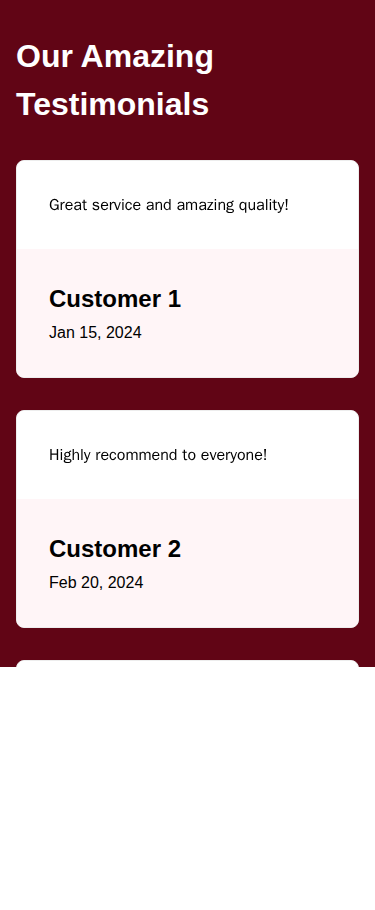 Our Amazing
Testimonials
Great service and amazing quality!
Customer 1
Jan 15, 2024
Highly recommend to everyone!
Customer 2
Feb 20, 2024